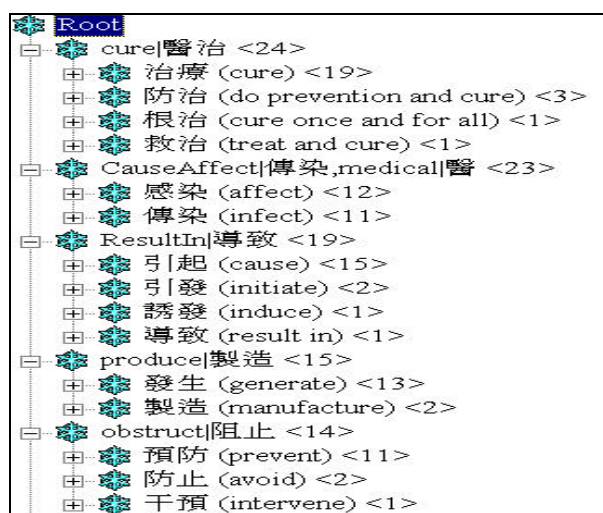 Root
cure|醫治 <24>
治療 (cure) <19>
防治 (do prevention and cure) <3>
根治 (cure once and for all) <1>
救治 (treat and cure) <1>
CauseAffect|傳染,medical|醫 <23>
感染 (affect) <12>
傳染 (infect) <11>
ResultIn|導致 <19>
引起 (cause) <15>
引發 (initiate) <2>
誘發 (induce) <1>
導致 (result in) <1>
produce|製造 <15>
發生 (generate) <13>
製造 (manufacture) <2>
obstruct|阻止 <14>
預防 (prevent) <11>
防止 (avoid) <2>
干預 (intervene) <1>